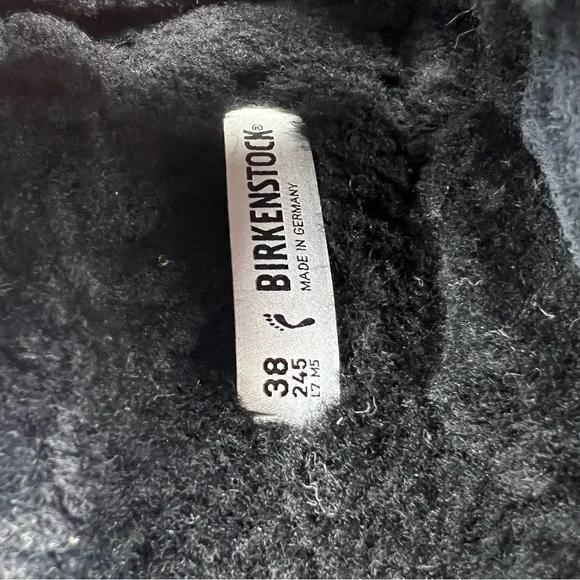 BIRKENSTOCK®
MADE IN GERMANY
38
245
L7 M5